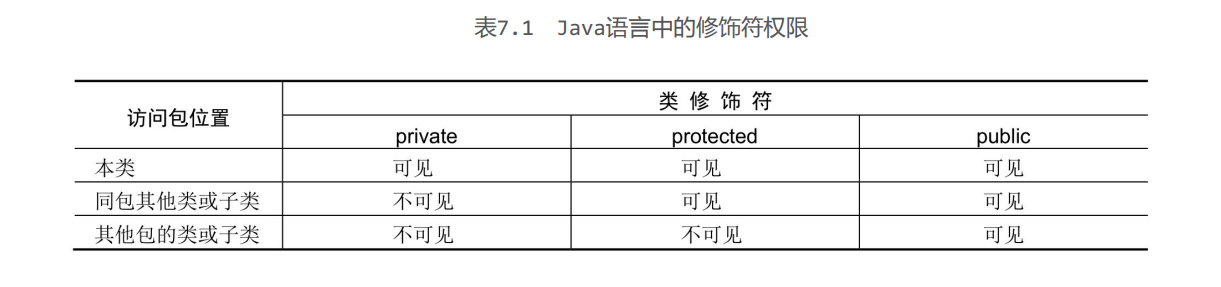 表7.1 Java语言中的修饰符权限
访问包位置 类 修 饰 符
private protected public
本类 可见 可见 可见
同包其他类或子类 不可见 可见 可见
其他包的类或子类 不可见 不可见 可见